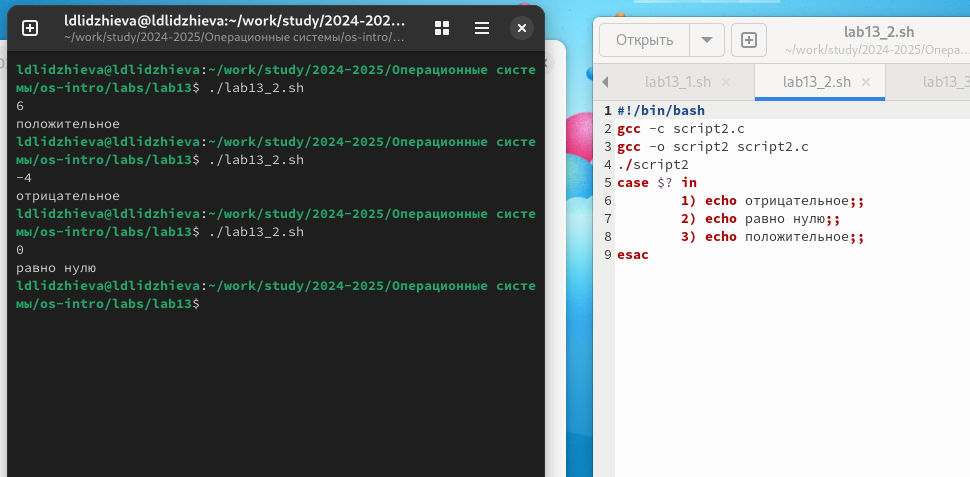 ldlidzhieva@ldlidzhieva:~/work/study/2024-202...
~/work/study/2024-2025/Операционные системы/os-intro/...
ldlidzhieva@ldlidzhieva:~/work/study/2024-2025/Операционные систе
мы/os-intro/labs/lab13$ ./lab13_2.sh
6
положительное
ldlidzhieva@ldlidzhieva:~/work/study/2024-2025/Операционные систе
мы/os-intro/labs/lab13$ ./lab13_2.sh
-4
отрицательное
ldlidzhieva@ldlidzhieva:~/work/study/2024-2025/Операционные систе
мы/os-intro/labs/lab13$ ./lab13_2.sh
0
равно нулю
ldlidzhieva@ldlidzhieva:~/work/study/2024-2025/Операционные систе
мы/os-intro/labs/lab13$
Открыть
lab13_2.sh
~/work/study/2024-2025/Опера...
lab13_1.sh
lab13_2.sh
lab13_3
1 #!/bin/bash
2 gcc -c script2.c
3 gcc -o script2 script2.c
4 ./script2
5 case $? in
6 1) echo отрицательное;;
7 2) echo равно нулю;;
8 3) echo положительное;;
9 esac